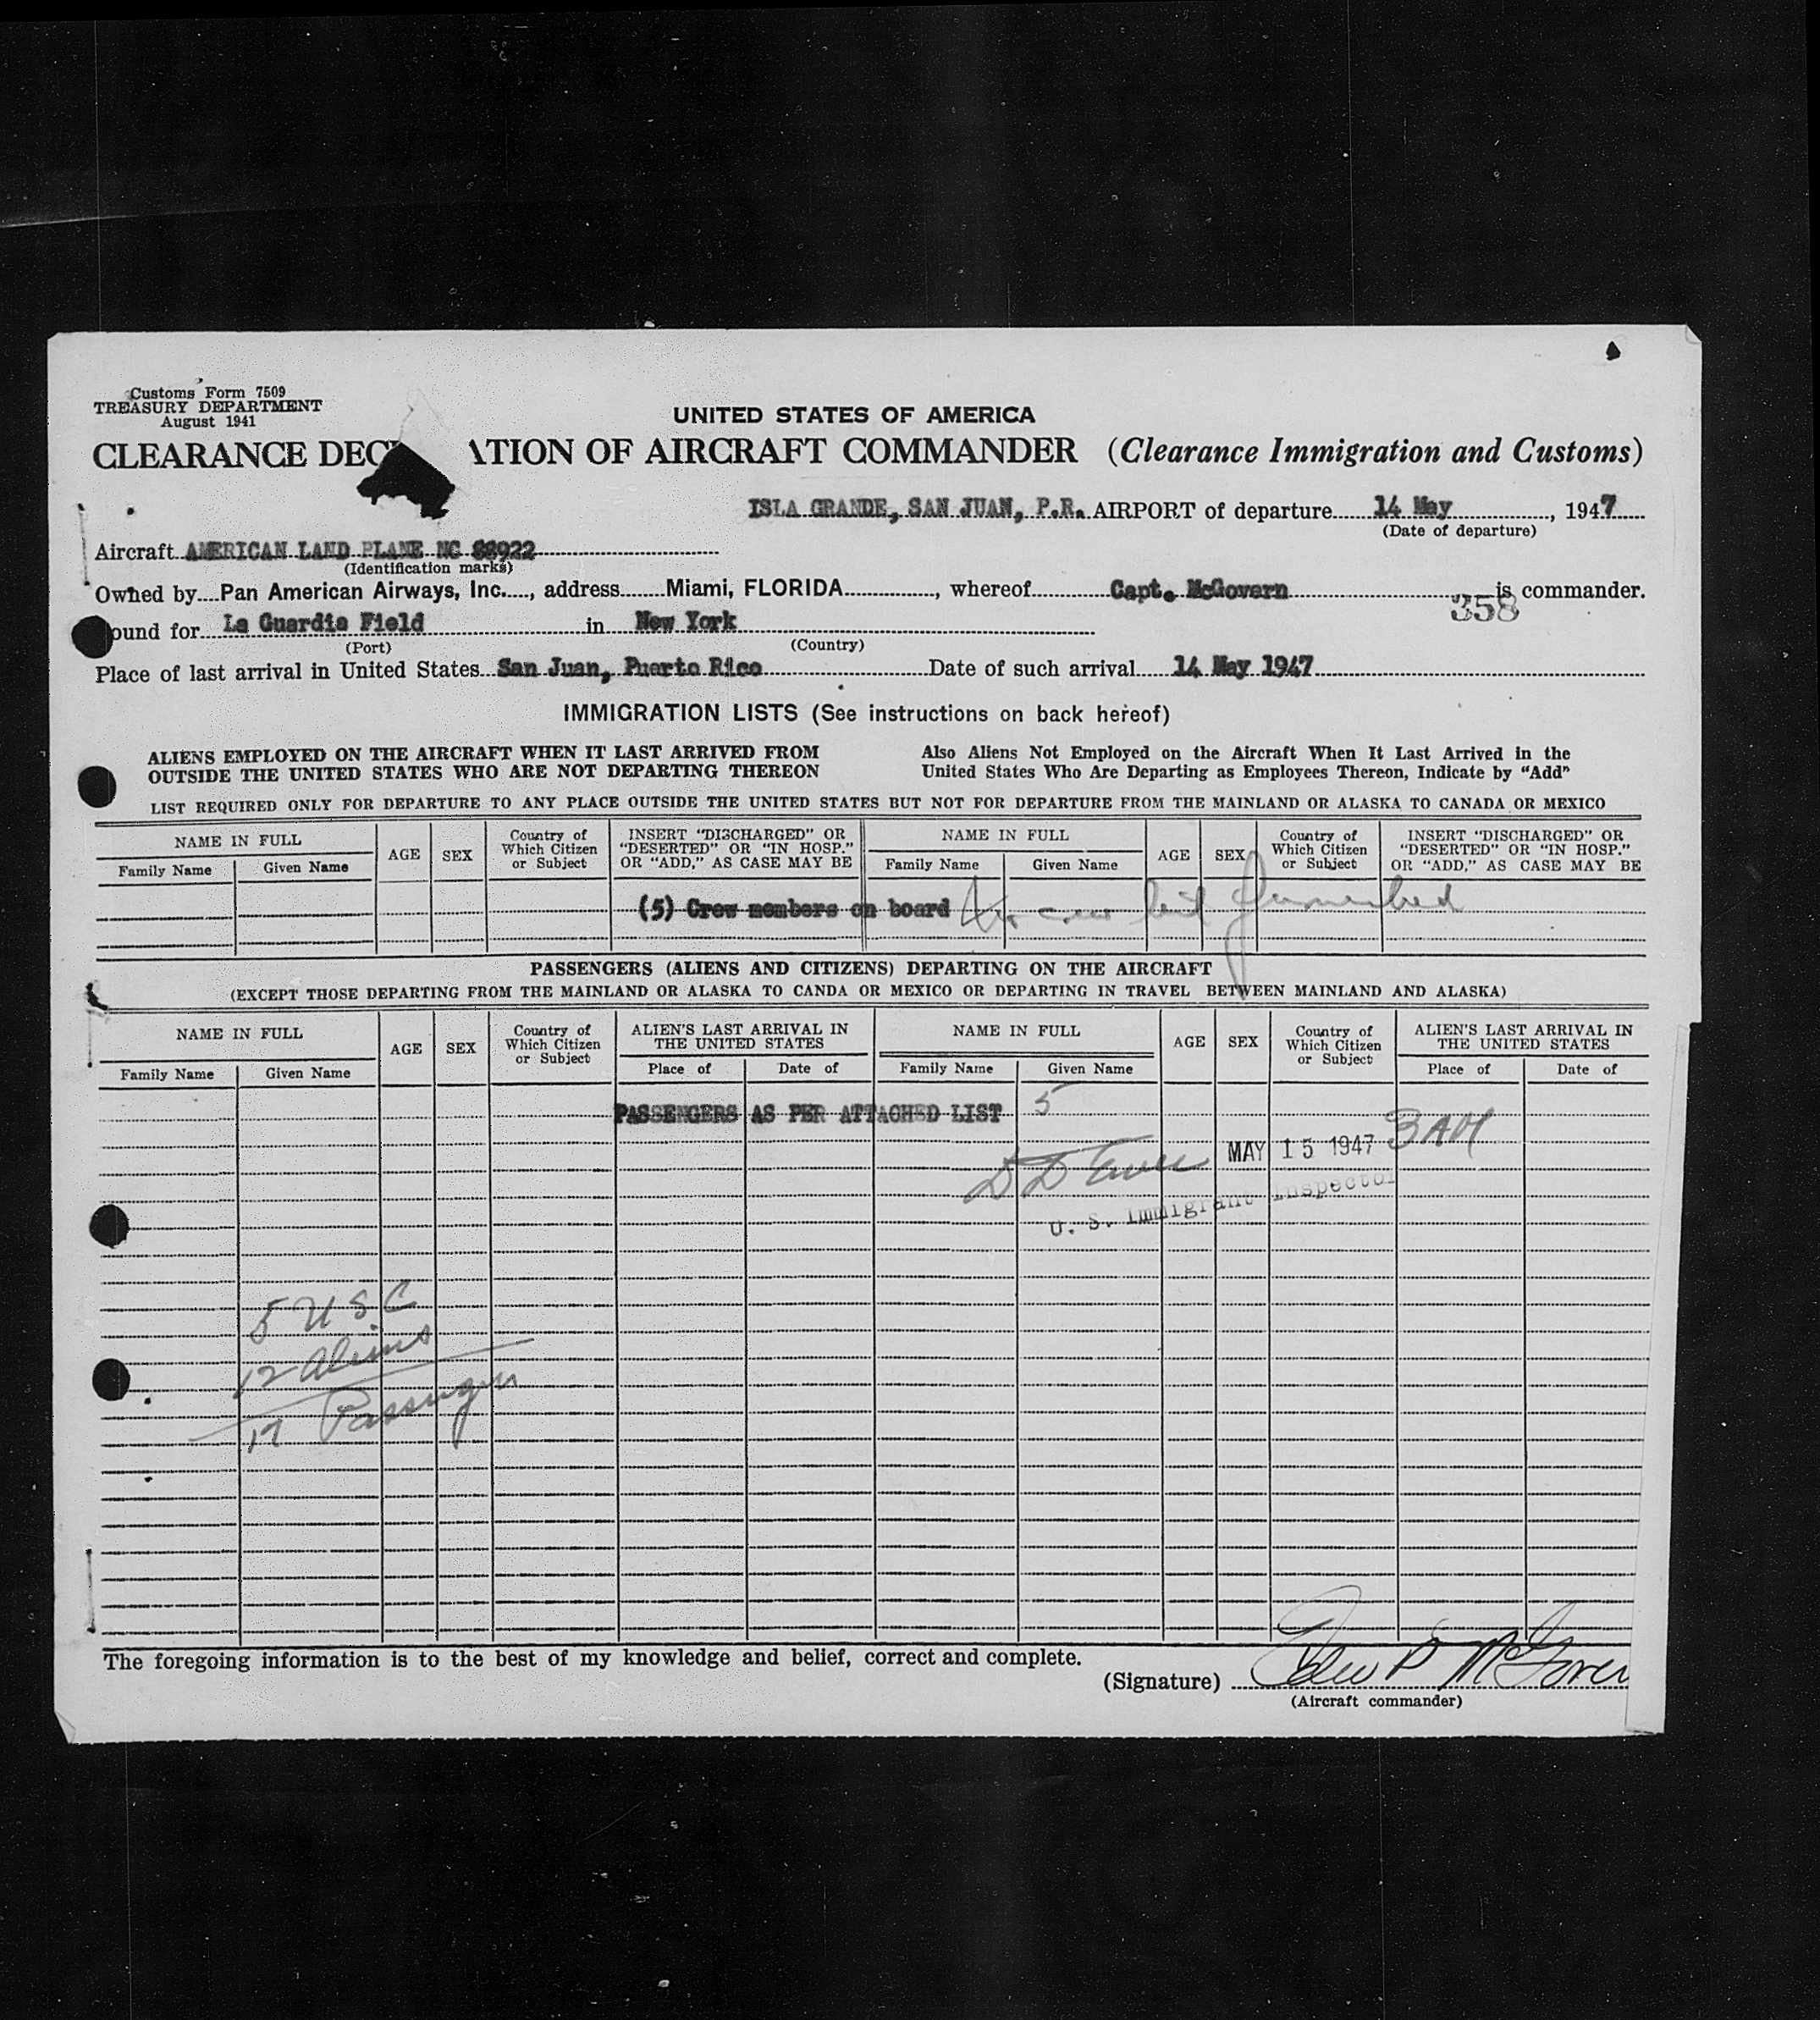 Customs Form 7509
TREASURY DEPARTMENT
August 1941
UNITED STATES OF AMERICA
CLEARANCE DEC ATION OF AIRCRAFT COMMANDER (Clearance Immigration and Customs)
ISLA GRANDE, SAN JUAN, P.R. AIRPORT of departure 14 May, 1947
(Date of departure)
Aircraft AMERICAN LAND PLANE NC 88922
(Identification marks)
Owned by Pan American Airways, Inc., address Miami, FLORIDA, whereof Capt. McGovern is commander.
358
ound for La Guardia Field in New York
(Port) (Country)
Place of last arrival in United States San Juan, Puerto Rico Date of such arrival 14 May 1947
IMMIGRATION LISTS (See instructions on back hereof)
ALIENS EMPLOYED ON THE AIRCRAFT WHEN IT LAST ARRIVED FROM
OUTSIDE THE UNITED STATES WHO ARE NOT DEPARTING THEREON
Also Aliens Not Employed on the Aircraft When It Last Arrived in the
United States Who Are Departing as Employees Thereon, Indicate by "Add"
LIST REQUIRED ONLY FOR DEPARTURE TO ANY PLACE OUTSIDE THE UNITED STATES BUT NOT FOR DEPARTURE FROM THE MAINLAND OR ALASKA TO CANADA OR MEXICO
NAME IN FULL
Family Name Given Name
AGE
SEX
Country of
Which Citizen
or Subject
INSERT "DISCHARGED" OR
"DESERTED" OR "IN HOSP."
OR "ADD," AS CASE MAY BE
NAME IN FULL
Family Name Given Name
AGE
SEX
Country of
Which Citizen
or Subject
INSERT "DISCHARGED" OR
"DESERTED" OR "IN HOSP."
OR "ADD," AS CASE MAY BE
(5) Crew members on board
PASSENGERS (ALIENS AND CITIZENS) DEPARTING ON THE AIRCRAFT
(EXCEPT THOSE DEPARTING FROM THE MAINLAND OR ALASKA TO CANDA OR MEXICO OR DEPARTING IN TRAVEL BETWEEN MAINLAND AND ALASKA)
NAME IN FULL
Family Name Given Name
AGE
SEX
Country of
Which Citizen
or Subject
ALIEN'S LAST ARRIVAL IN
THE UNITED STATES
Place of Date of
NAME IN FULL
Family Name Given Name
AGE
SEX
Country of
Which Citizen
or Subject
ALIEN'S LAST ARRIVAL IN
THE UNITED STATES
Place of Date of
PASSENGERS AS PER ATTACHED LIST 5
MAY 15 1947 3 AM
U. S. Immigrant Inspector
5 U S C
12 Aliens
17 Passenger
The foregoing information is to the best of my knowledge and belief, correct and complete.
(Signature)
(Aircraft commander)